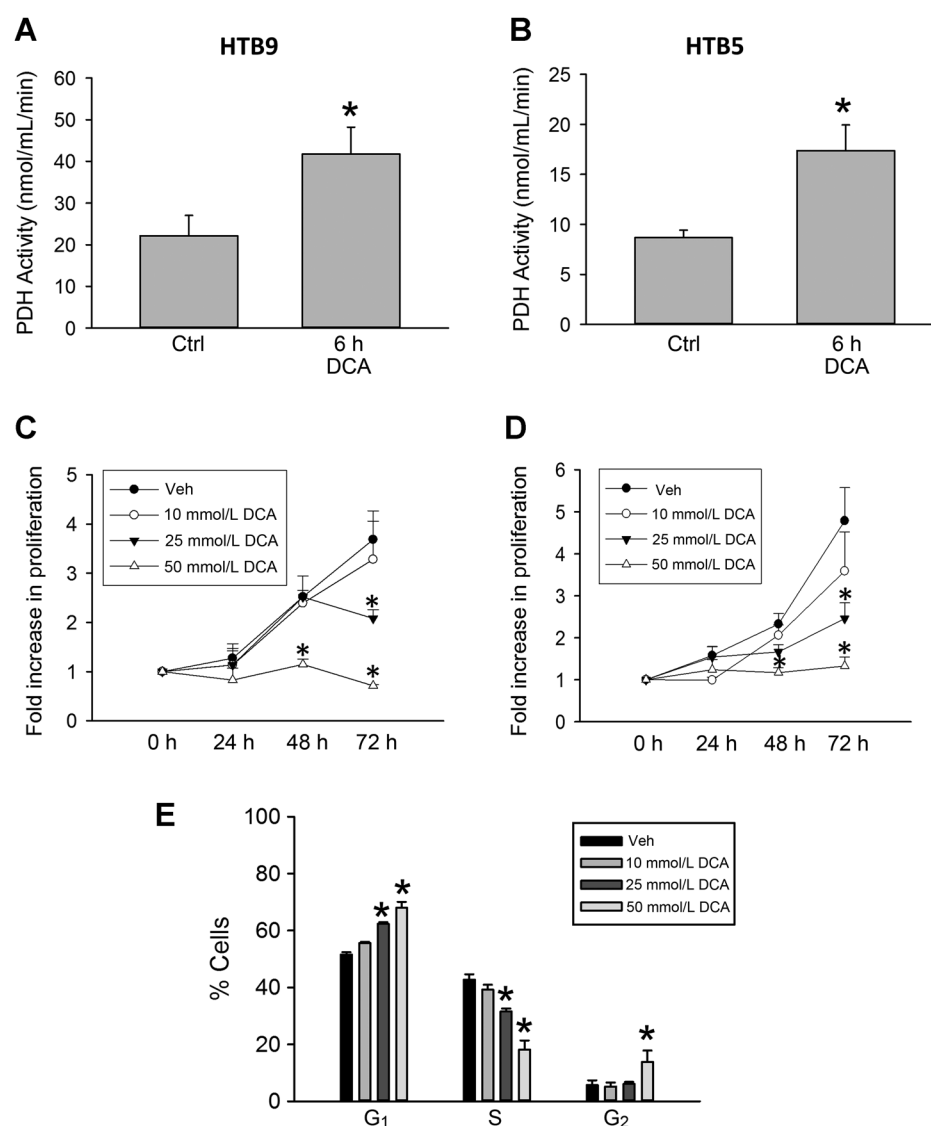 A
HTB9
PDH Activity (nmol/mL/min)
60
50
40
30
20
10
0
*
Ctrl
6 h
DCA
B
HTB5
PDH Activity (nmol/mL/min)
25
20
15
10
5
0
*
Ctrl
6 h
DCA
C
Fold increase in proliferation
5
4
3
2
1
0
Veh
10 mmol/L DCA
25 mmol/L DCA
50 mmol/L DCA
*
*
*
0 h 24 h 48 h 72 h
D
Fold increase in proliferation
6
5
4
3
2
1
0
Veh
10 mmol/L DCA
25 mmol/L DCA
50 mmol/L DCA
*
*
*
0 h 24 h 48 h 72 h
E
% Cells
100
80
60
40
20
0
Veh
10 mmol/L DCA
25 mmol/L DCA
50 mmol/L DCA
* *
* *
*
G₁ S G₂